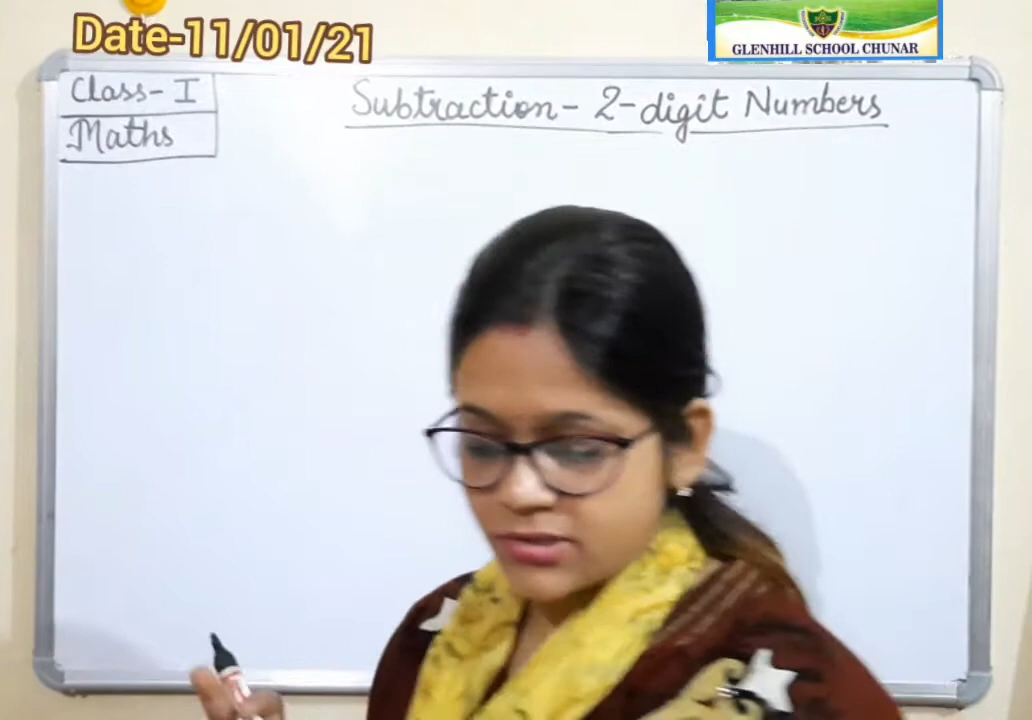 Date-11/01/21
GLENHILL SCHOOL CHUNAR
Class- I
Maths
Subtraction- 2-digit Numbers